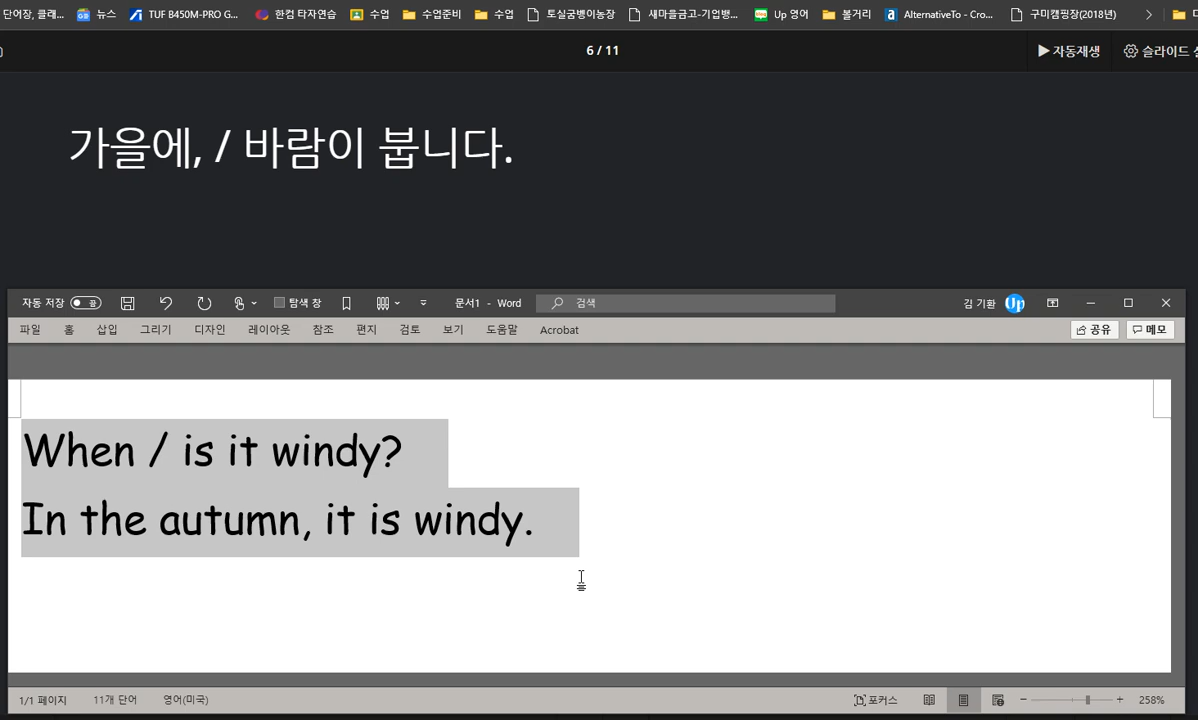 단어장, 클래... 뉴스 TUF B450M-PRO G... 한컴 타자연습 수업 수업준비 수업 토실굼벵이농장 새마을금고-기업뱅... Up 영어 볼거리 AlternativeTo - Cro... 구미캠핑장(2018년)
6 / 11 자동재생 슬라이드
가을에, / 바람이 붑니다.
자동 저장 끔 탐색 창 문서1 - Word 검색 김 기환 Up
파일 홈 삽입 그리기 디자인 레이아웃 참조 편지 검토 보기 도움말 Acrobat 공유 메모
When / is it windy?
In the autumn, it is windy.
1/1 페이지 11개 단어 영어(미국) 포커스 258%